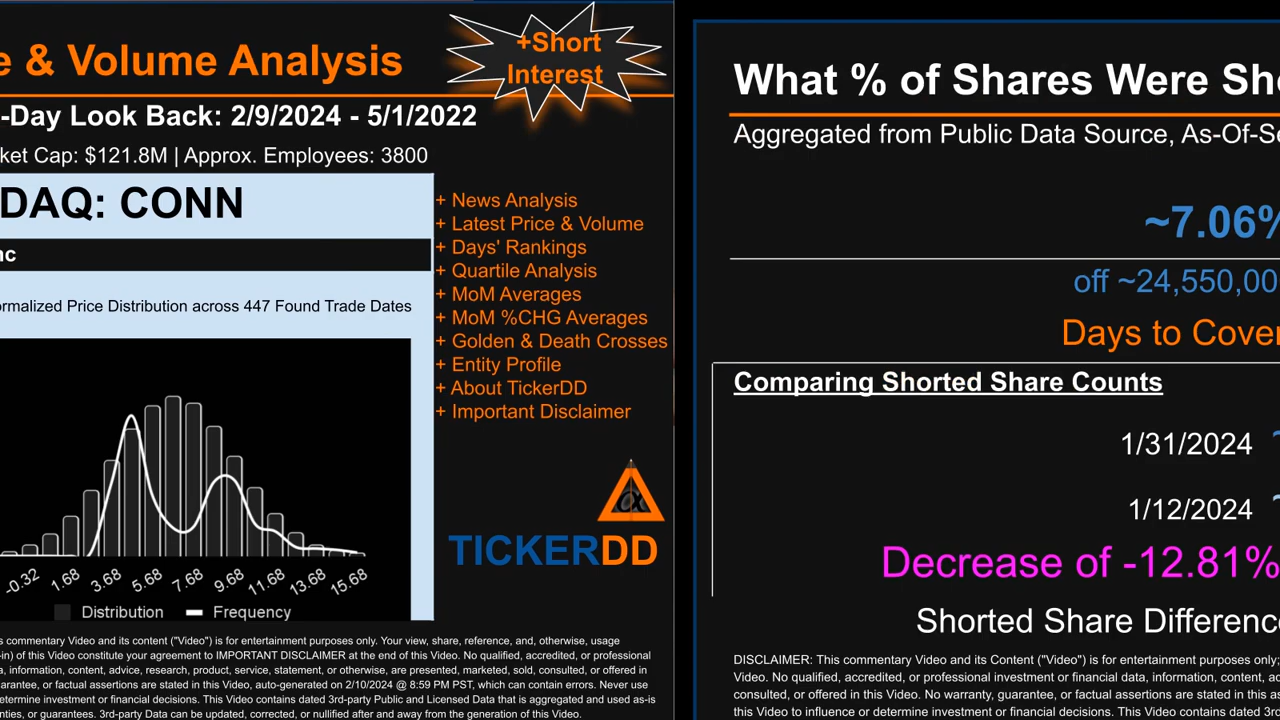 e & Volume Analysis
+Short
Interest
-Day Look Back: 2/9/2024 - 5/1/2022
ket Cap: $121.8M | Approx. Employees: 3800
DAQ: CONN
nc
ormalized Price Distribution across 447 Found Trade Dates
-0.32 1.68 3.68 5.68 7.68 9.68 11.68 13.68 15.68
Distribution Frequency
+ News Analysis
+ Latest Price & Volume
+ Days' Rankings
+ Quartile Analysis
+ MoM Averages
+ MoM %CHG Averages
+ Golden & Death Crosses
+ Entity Profile
+ About TickerDD
+ Important Disclaimer
TICKERDD
s commentary Video and its content ("Video") is for entertainment purposes only. Your view, share, reference, and, otherwise, usage
-in) of this Video constitute your agreement to IMPORTANT DISCLAIMER at the end of this Video. No qualified, accredited, or professional
a, information, content, advice, research, product, service, statement, or otherwise, are presented, marketed, sold, consulted, or offered in
arantee, or factual assertions are stated in this Video, auto-generated on 2/10/2024 @ 8:59 PM PST, which can contain errors. Never use
etermine investment or financial decisions. This Video contains dated 3rd-party Public and Licensed Data that is aggregated and used as-is
nties, or guarantees. 3rd-party Data can be updated, corrected, or nullified after and away from the generation of this Video.
What % of Shares Were Sho
Aggregated from Public Data Source, As-Of-Se
~7.06%
off ~24,550,00
Days to Cover
Comparing Shorted Share Counts
1/31/2024
1/12/2024
Decrease of -12.81%
Shorted Share Difference
DISCLAIMER: This commentary Video and its Content ("Video") is for entertainment purposes only;
Video. No qualified, accredited, or professional investment or financial data, information, content, ad
consulted, or offered in this Video. No warranty, guarantee, or factual assertions are stated in this as
this Video to influence or determine investment or financial decisions. This Video contains dated 3rd